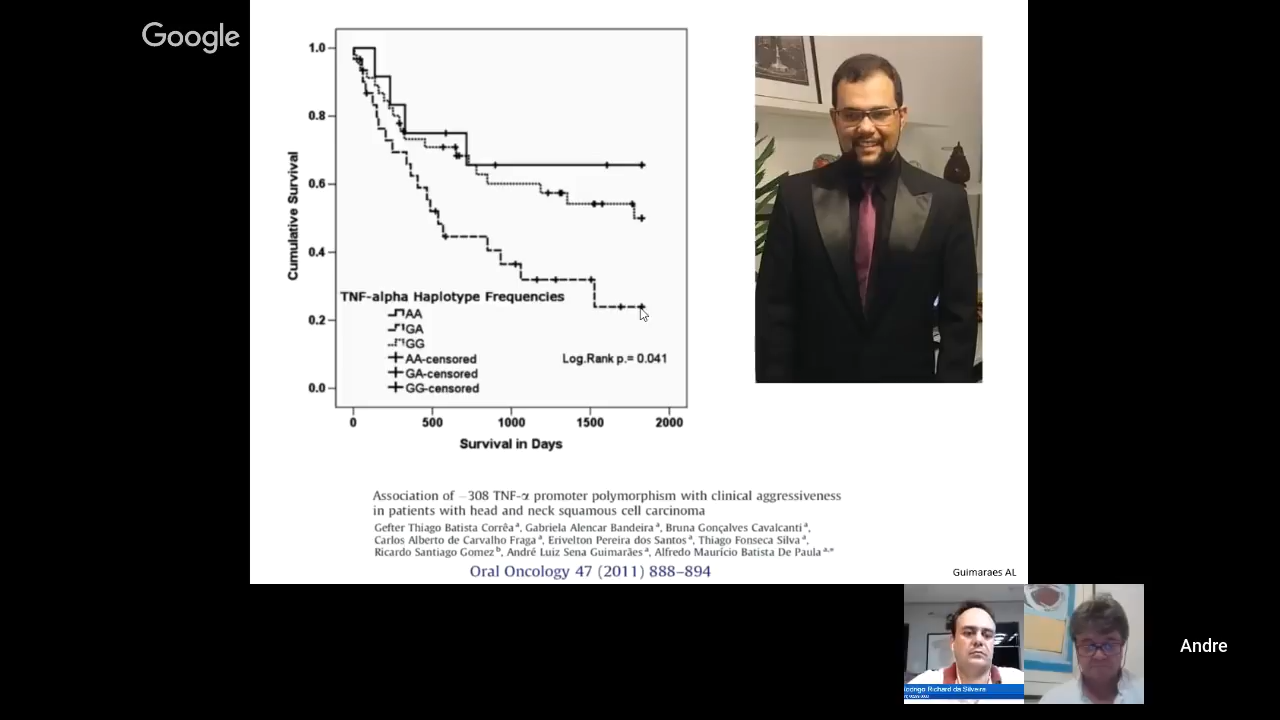 Google
1.0
0.8
0.6
0.4
0.2
0.0
Cumulative Survival
TNF-alpha Haplotype Frequencies
AA
GA
GG
AA-censored
GA-censored
GG-censored
Log.Rank p.= 0.041
0 500 1000 1500 2000
Survival in Days
Association of −308 TNF-α promoter polymorphism with clinical aggressiveness
in patients with head and neck squamous cell carcinoma
Gefter Thiago Batista Corrêa a, Gabriela Alencar Bandeira a, Bruna Gonçalves Cavalcanti a,
Carlos Alberto de Carvalho Fraga a, Erivelton Pereira dos Santos a, Thiago Fonseca Silva a,
Ricardo Santiago Gomez b, André Luiz Sena Guimarães a, Alfredo Maurício Batista De Paula a,*
Oral Oncology 47 (2011) 888–894
Guimaraes AL
Rodrigo Richard da Silveira
Andre